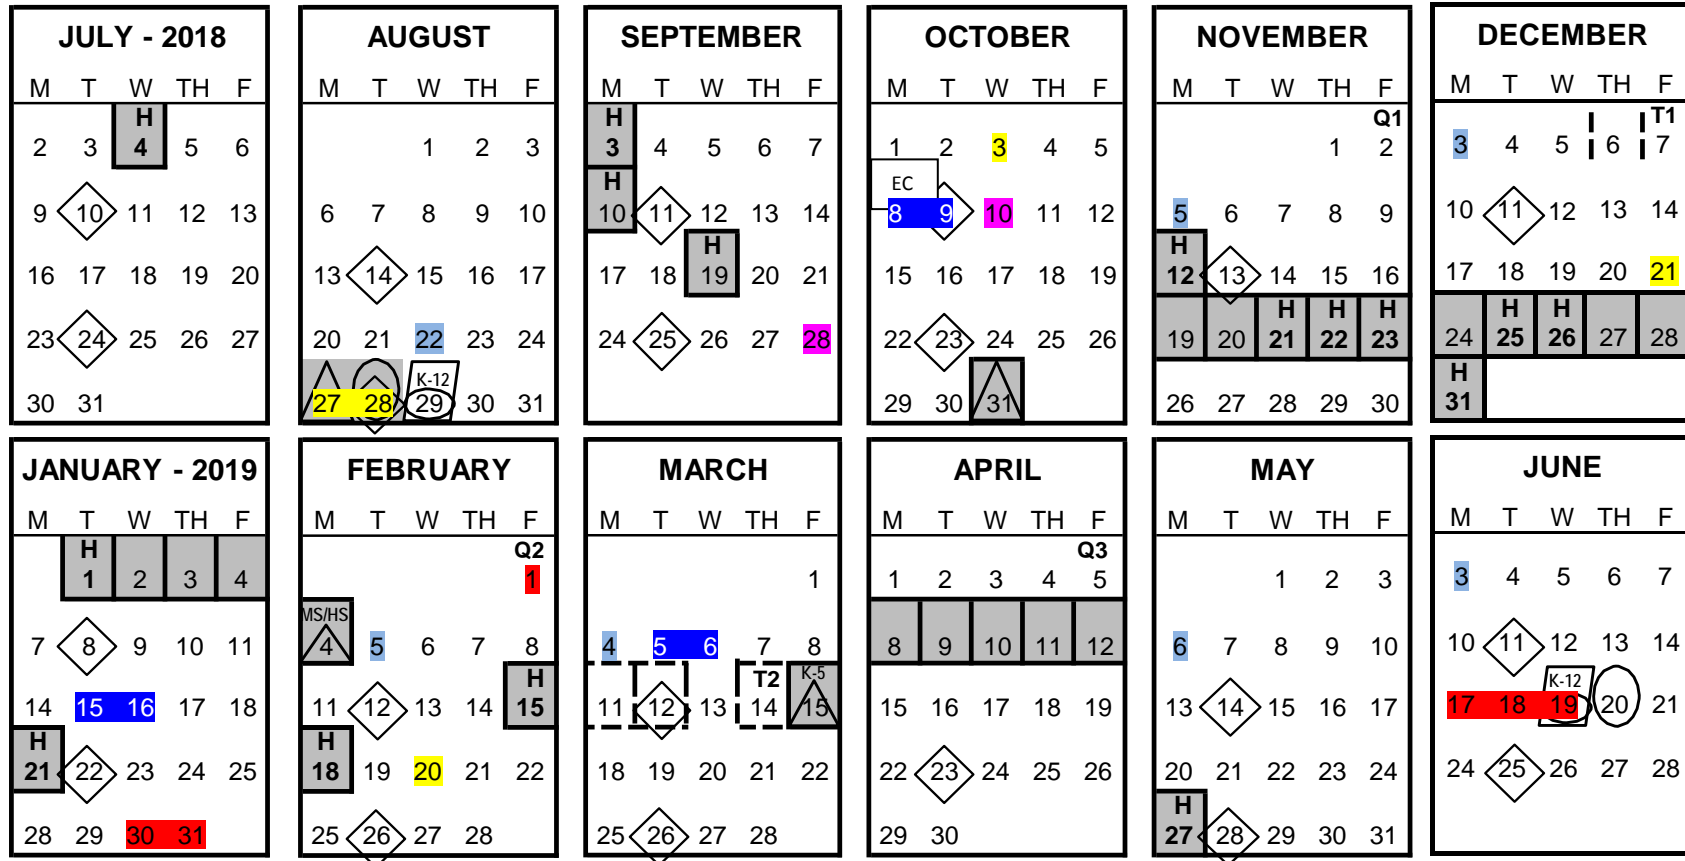 JULY - 2018
M T W TH F
H
2 3 4 5 6
9 10 11 12 13
16 17 18 19 20
23 24 25 26 27
30 31
AUGUST
M T W TH F
1 2 3
6 7 8 9 10
13 14 15 16 17
20 21 22 23 24
K-12
27 28 29 30 31
SEPTEMBER
M T W TH F
H
3 4 5 6 7
H
10 11 12 13 14
H
17 18 19 20 21
24 25 26 27 28
OCTOBER
M T W TH F
1 2 3 4 5
EC
8 9 10 11 12
15 16 17 18 19
22 23 24 25 26
29 30 31
NOVEMBER
M T W TH F
Q1
1 2
5 6 7 8 9
H
12 13 14 15 16
H H H
19 20 21 22 23
26 27 28 29 30
DECEMBER
M T W TH F
T1
3 4 5 6 7
10 11 12 13 14
17 18 19 20 21
H H
24 25 26 27 28
H
31
JANUARY - 2019
M T W TH F
H
1 2 3 4
7 8 9 10 11
14 15 16 17 18
H
21 22 23 24 25
28 29 30 31
FEBRUARY
M T W TH F
Q2
1
MS/HS
4 5 6 7 8
H
11 12 13 14 15
H
18 19 20 21 22
25 26 27 28
MARCH
M T W TH F
1
4 5 6 7 8
T2 K-5
11 12 13 14 15
18 19 20 21 22
25 26 27 28
APRIL
M T W TH F
Q3
1 2 3 4 5
8 9 10 11 12
15 16 17 18 19
22 23 24 25 26
29 30
MAY
M T W TH F
1 2 3
6 7 8 9 10
13 14 15 16 17
20 21 22 23 24
H
27 28 29 30 31
JUNE
M T W TH F
3 4 5 6 7
10 11 12 13 14
K-12
17 18 19 20 21
24 25 26 27 28